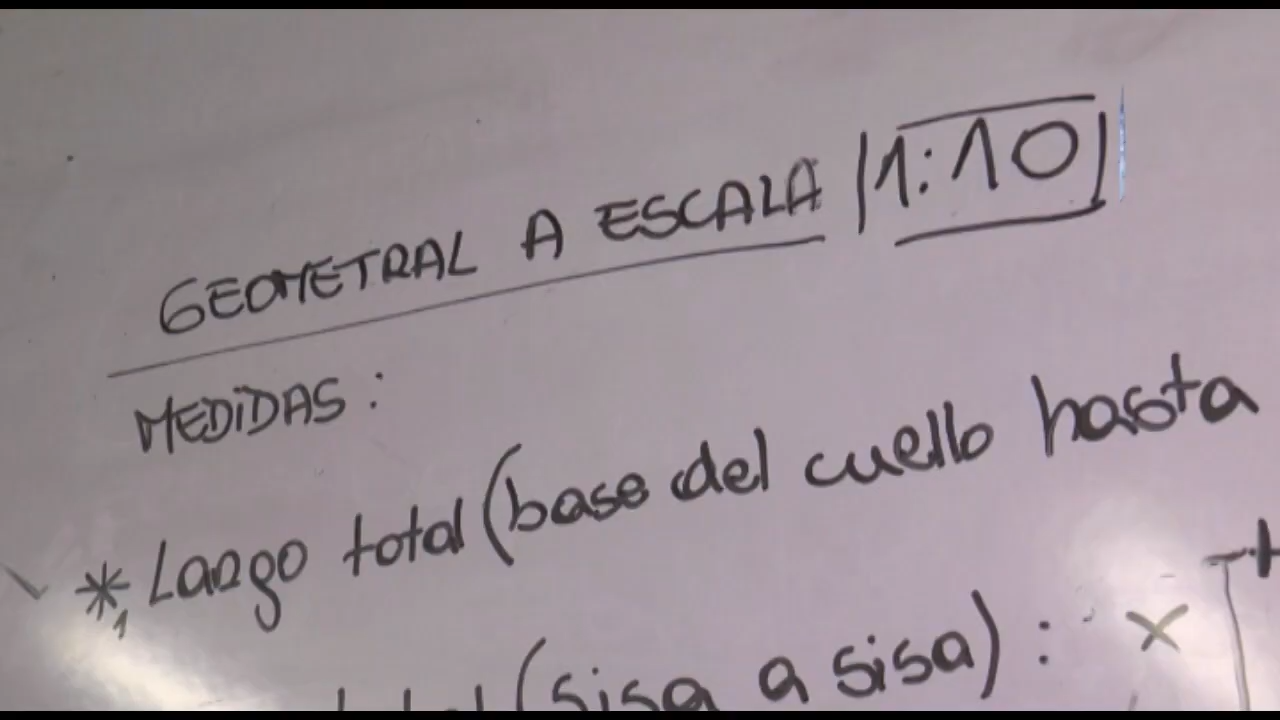 GEOMETRAL A ESCALA 1:10
MEDIDAS:
* Largo total (base del cuello hasta
(sisa a sisa):